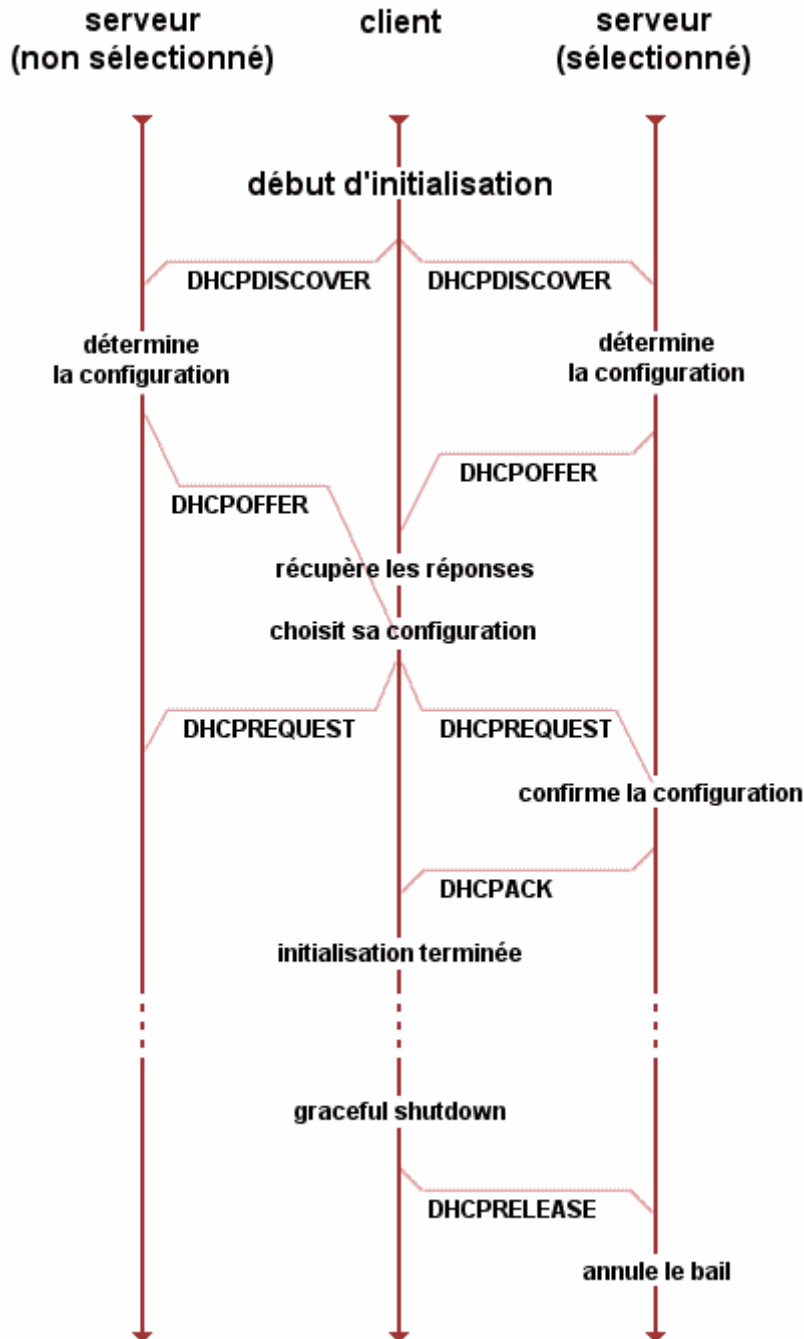 serveur
(non sélectionné)
client
serveur
(sélectionné)
début d'initialisation
DHCPDISCOVER
DHCPDISCOVER
détermine
la configuration
détermine
la configuration
DHCPOFFER
DHCPOFFER
récupère les réponses
choisit sa configuration
DHCPREQUEST
DHCPREQUEST
confirme la configuration
DHCPACK
initialisation terminée
graceful shutdown
DHCPRELEASE
annule le bail